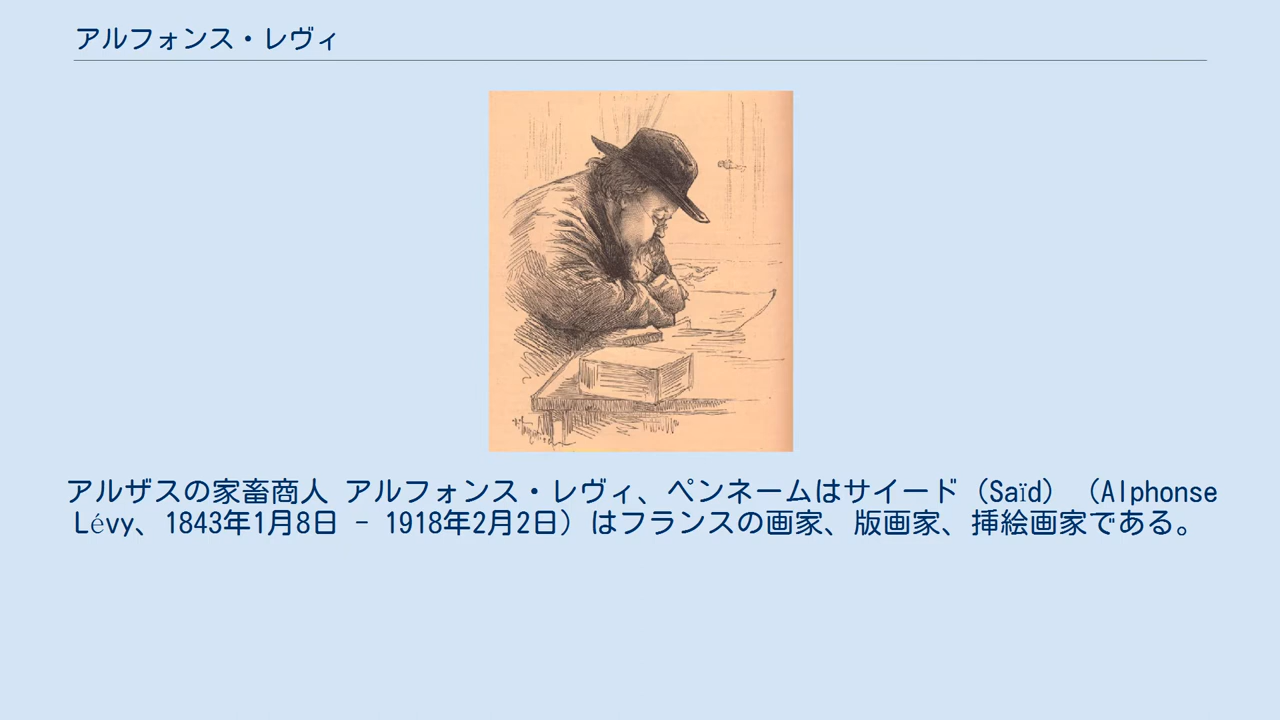 アルフォンス・レヴィ
アルザスの家畜商人 アルフォンス・レヴィ、ペンネームはサイード（Saïd）（Alphonse
Lévy、1843年1月8日 - 1918年2月2日）はフランスの画家、版画家、挿絵画家である。